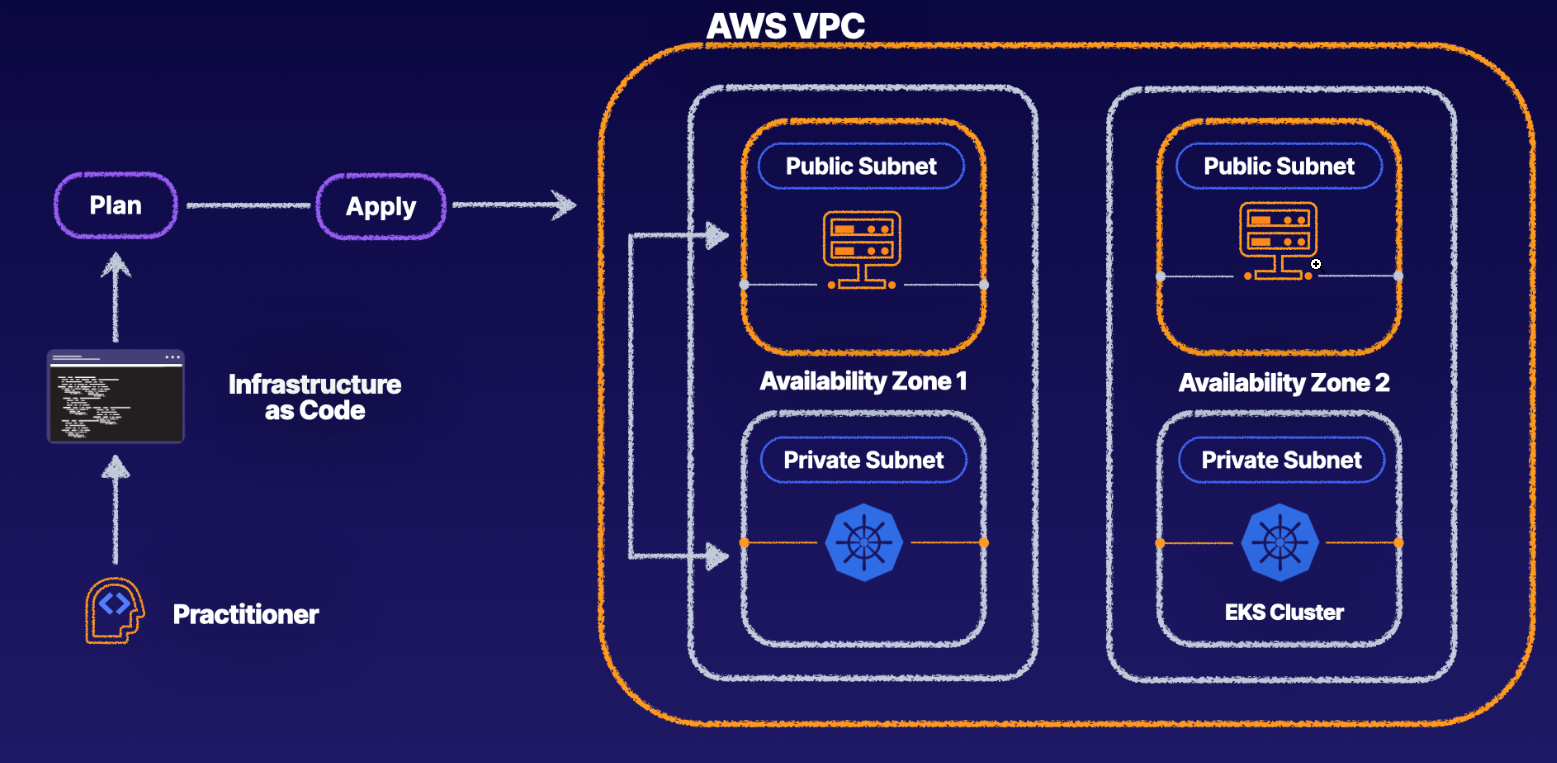 AWS VPC
Plan
Apply
Infrastructure
as Code
Practitioner
Public Subnet
Availability Zone 1
Private Subnet
Public Subnet
Availability Zone 2
Private Subnet
EKS Cluster